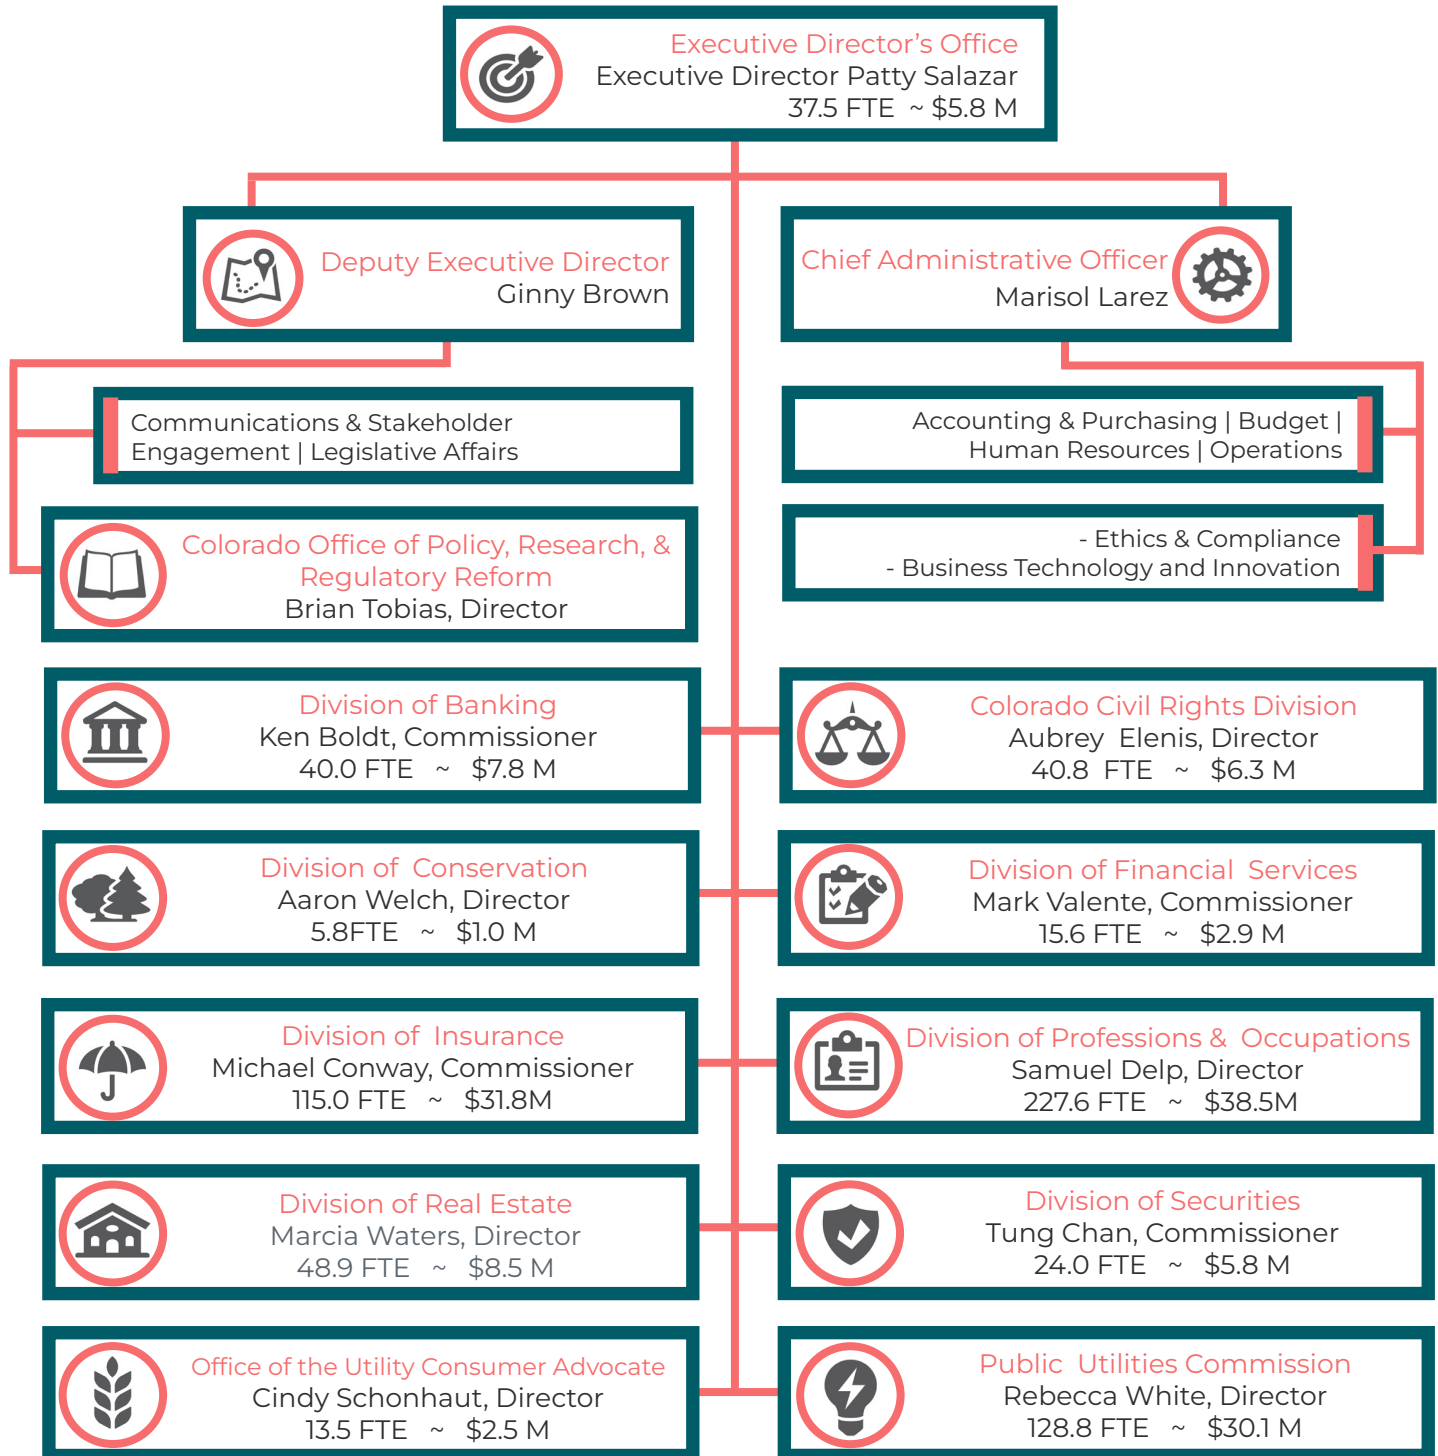 Executive Director’s Office
Executive Director Patty Salazar
37.5 FTE ~ $5.8 M
Deputy Executive Director
Ginny Brown
Chief Administrative Officer
Marisol Larez
Communications & Stakeholder
Engagement | Legislative Affairs
Accounting & Purchasing | Budget |
Human Resources | Operations
Colorado Office of Policy, Research, &
Regulatory Reform
Brian Tobias, Director
- Ethics & Compliance
- Business Technology and Innovation
Division of Banking
Ken Boldt, Commissioner
40.0 FTE ~ $7.8 M
Colorado Civil Rights Division
Aubrey Elenis, Director
40.8 FTE ~ $6.3 M
Division of Conservation
Aaron Welch, Director
5.8FTE ~ $1.0 M
Division of Financial Services
Mark Valente, Commissioner
15.6 FTE ~ $2.9 M
Division of Insurance
Michael Conway, Commissioner
115.0 FTE ~ $31.8M
Division of Professions & Occupations
Samuel Delp, Director
227.6 FTE ~ $38.5M
Division of Real Estate
Marcia Waters, Director
48.9 FTE ~ $8.5 M
Division of Securities
Tung Chan, Commissioner
24.0 FTE ~ $5.8 M
Office of the Utility Consumer Advocate
Cindy Schonhaut, Director
13.5 FTE ~ $2.5 M
Public Utilities Commission
Rebecca White, Director
128.8 FTE ~ $30.1 M